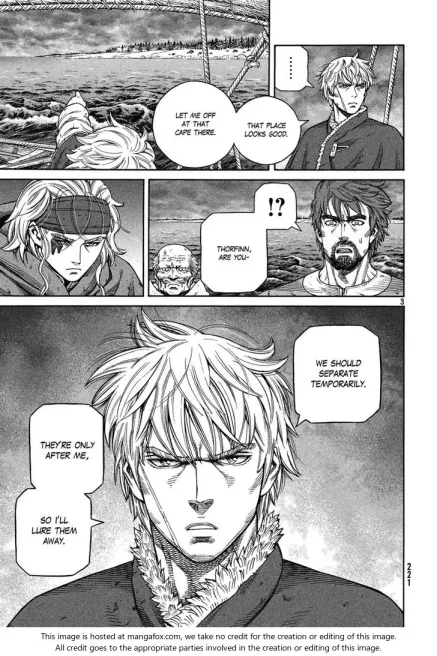 ......
THAT PLACE
LOOKS GOOD.
LET ME OFF
AT THAT
CAPE THERE.
!?
THORFINN,
ARE YOU-
3
WE SHOULD
SEPARATE
TEMPORARILY.
THEY'RE ONLY
AFTER ME,
SO I'LL
LURE THEM
AWAY.
221
This image is hosted at mangafox.com, we take no credit for the creation or editing of this image.
All credit goes to the appropriate parties involved in the creation or editing of this image.